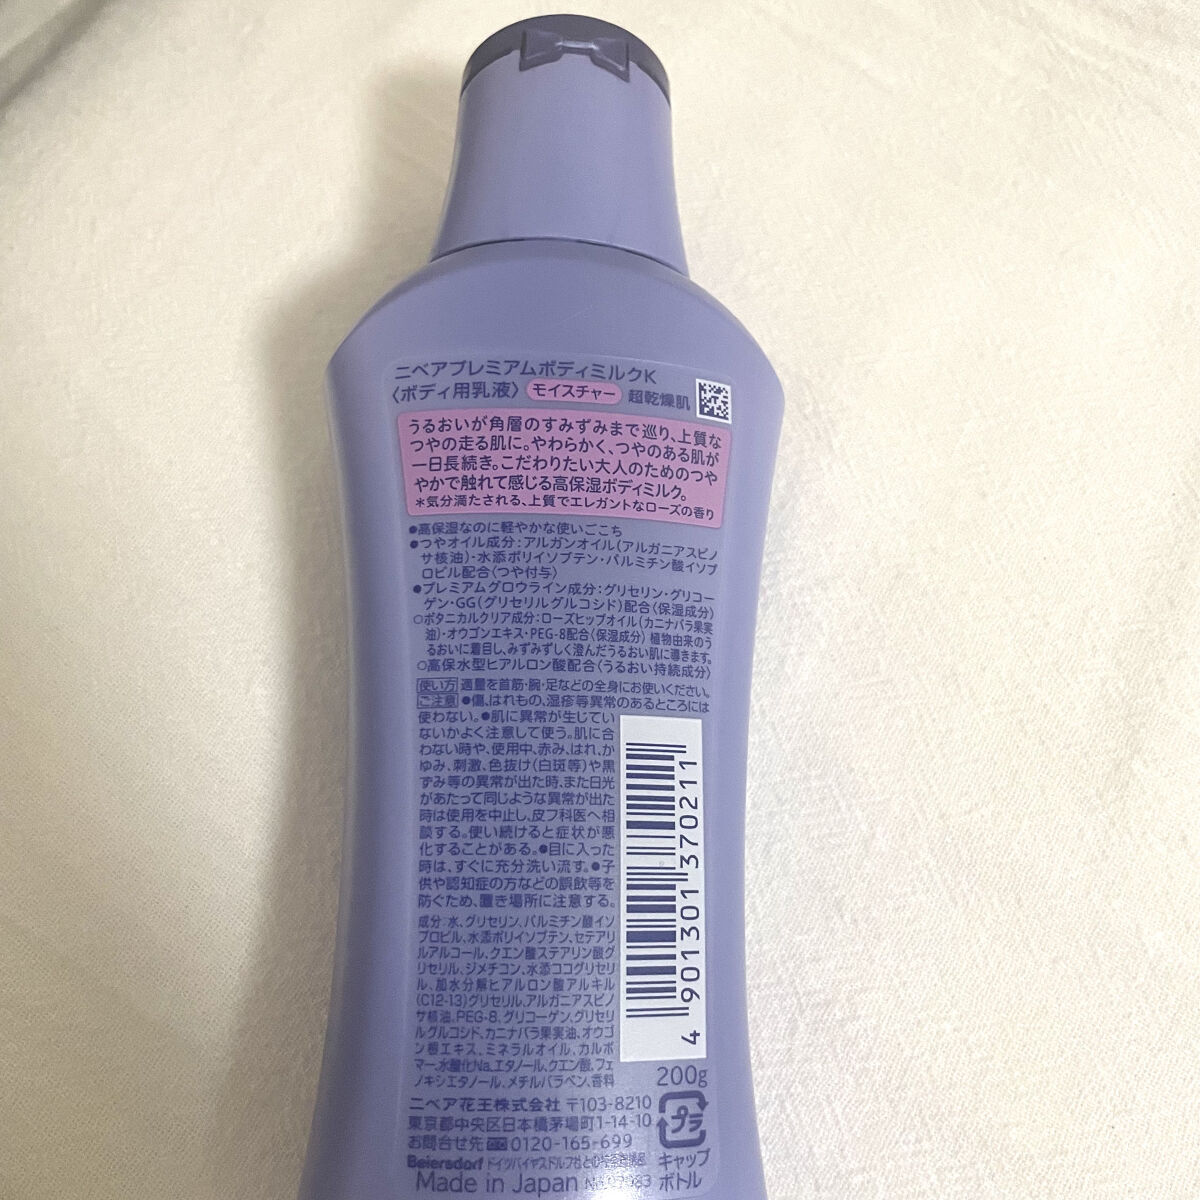 ニベアプレミアムボディミルクK
〈ボディ用乳液〉 モイスチャー 超乾燥肌
うるおいが角層のすみずみまで巡り、上質な
つやの走る肌に。やわらかく、つやのある肌が
一日長続き。こだわりたい大人のためのつや
やかで触れて感じる高保湿ボディミルク。
*気分満たされる、上質でエレガントなローズの香り
●高保湿なのに軽やかな使いごこち
●つやオイル成分:アルガンオイル(アルガニアスピノ
サ核油)・水添ポリイソブテン・パルミチン酸イソプ
ロピル配合〈つや付与〉
●プレミアムグロウライン成分:グリセリン・グリコー
ゲン・GG(グリセリルグルコシド)配合〈保湿成分〉
○ボタニカルクリア成分:ローズヒップオイル(カニナバラ果実
油)・オウゴンエキス・PEG-8配合〈保湿成分〉 植物由来のう
るおいに着目し、みずみずしく澄んだうるおい肌に導きます。
○高保水型ヒアルロン酸配合〈うるおい持続成分〉
使い方 適量を首筋・腕・足などの全身にお使いください。
ご注意 ●傷、はれもの、湿疹等異常のあるところには
使わない。●肌に異常が生じてい
ないかよく注意して使う。肌に合
わない時や、使用中、赤み、はれ、か
ゆみ、刺激、色抜け(白斑等)や黒
ずみ等の異常が出た時、また日光
があたって同じような異常が出た
時は使用を中止し、皮フ科医へ相
談する。使い続けると症状が悪
化することがある。●目に入った
時は、すぐに充分洗い流す。●子
供や認知症の方などの誤飲等を
防ぐため、置き場所に注意する。
成分:水、グリセリン、パルミチン酸イソ
プロピル、水添ポリイソブテン、セテアリ
ルアルコール、クエン酸ステアリン酸グ
リセリル、ジメチコン、水添ココグリセリ
ル、加水分解ヒアルロン酸アルキル
(C12-13)グリセリル、アルガニアスピノ
サ核油、PEG-8、グリコーゲン、グリセリ
ルグルコシド、カニナバラ果実油、オウゴ
ン根エキス、ミネラルオイル、カルボ
マー、水酸化Na、エタノール、クエン酸、フェ
ノキシエタノール、メチルパラベン、香料
4 901301 370211
200g
ニベア花王株式会社 〒103-8210
東京都中央区日本橋茅場町1-14-10
お問合せ先 0120-165-699
Beiersdorf ドイツバイヤスドルフ社との
Made in Japan
プラ
キャップ
ボトル